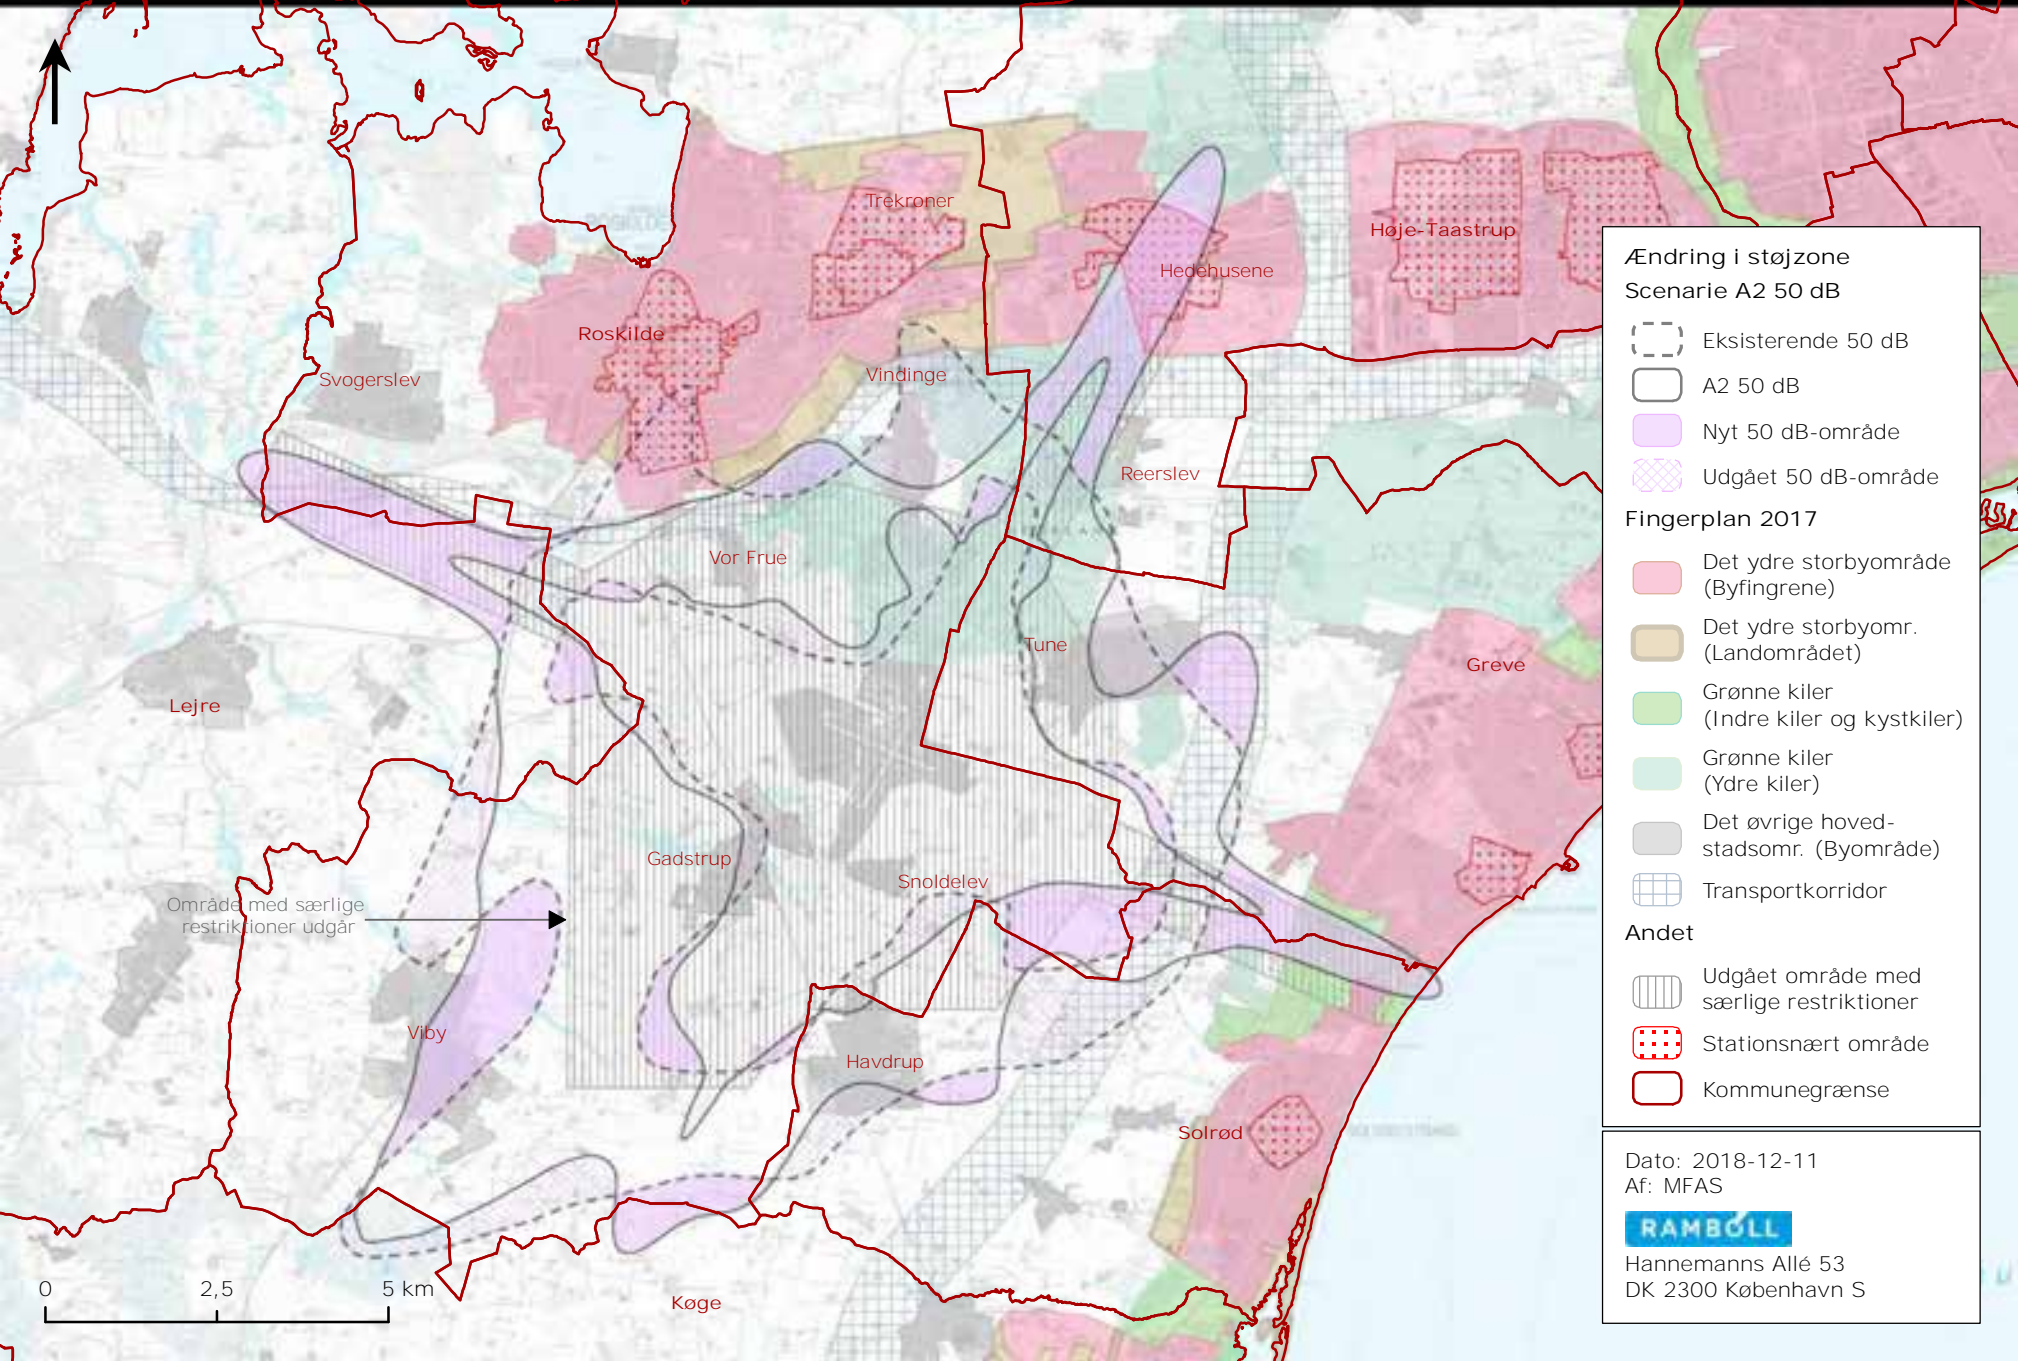 Trekroner
Høje-Taastrup
Hedehusene
Roskilde
Svogerslev
Vindinge
Reerslev
Vor Frue
Tune
Greve
Lejre
Gadstrup
Snoldelev
Område med særlige
restriktioner udgår
Viby
Havdrup
Solrød
Køge
0 2,5 5 km
Ændring i støjzone
Scenarie A2 50 dB
Eksisterende 50 dB
A2 50 dB
Nyt 50 dB-område
Udgået 50 dB-område
Fingerplan 2017
Det ydre storbyområde
(Byfingrene)
Det ydre storbyomr.
(Landområdet)
Grønne kiler
(Indre kiler og kystkiler)
Grønne kiler
(Ydre kiler)
Det øvrige hoved-
stadsomr. (Byområde)
Transportkorridor
Andet
Udgået område med
særlige restriktioner
Stationsnært område
Kommunegrænse
Dato: 2018-12-11
Af: MFAS
RAMBOLL
Hannemanns Allé 53
DK 2300 København S